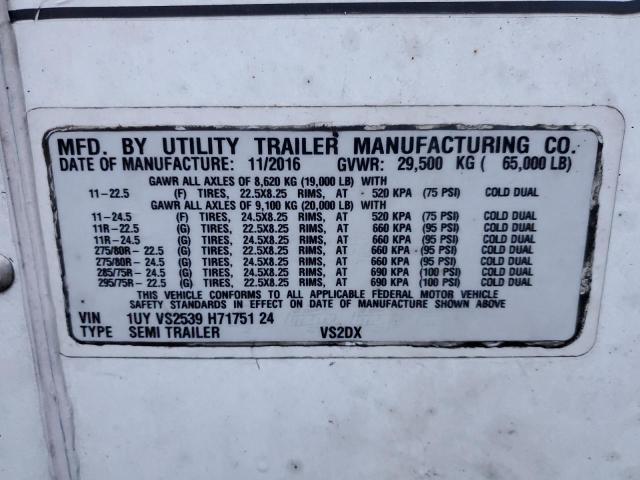 MFD. BY UTILITY TRAILER MANUFACTURING CO.
DATE OF MANUFACTURE: 11/2016 GVWR: 29,500 KG ( 65,000 LB)
GAWR ALL AXLES OF 8,620 KG (19,000 LB) WITH
11-22.5 (F) TIRES, 22.5X8.25 RIMS, AT 520 KPA (75 PSI) COLD DUAL
GAWR ALL AXLES OF 9,100 KG (20,000 LB) WITH
11-24.5 (F) TIRES, 24.5X8.25 RIMS, AT 520 KPA (75 PSI) COLD DUAL
11R-22.5 (G) TIRES, 22.5X8.25 RIMS, AT 660 KPA (95 PSI) COLD DUAL
11R-24.5 (G) TIRES, 24.5X8.25 RIMS, AT 660 KPA (95 PSI) COLD DUAL
275/80R-22.5 (G) TIRES, 22.5X8.25 RIMS, AT 660 KPA (95 PSI) COLD DUAL
275/80R-24.5 (G) TIRES, 24.5X8.25 RIMS, AT 660 KPA (95 PSI) COLD DUAL
285/75R-24.5 (G) TIRES, 24.5X8.25 RIMS, AT 690 KPA (100 PSI) COLD DUAL
295/75R-22.5 (G) TIRES, 22.5X8.25 RIMS, AT 690 KPA (100 PSI) COLD DUAL
THIS VEHICLE CONFORMS TO ALL APPLICABLE FEDERAL MOTOR VEHICLE
SAFETY STANDARDS IN EFFECT ON DATE OF MANUFACTURE SHOWN ABOVE
VIN 1UY VS2539 H71751 24
TYPE SEMI TRAILER VS2DX